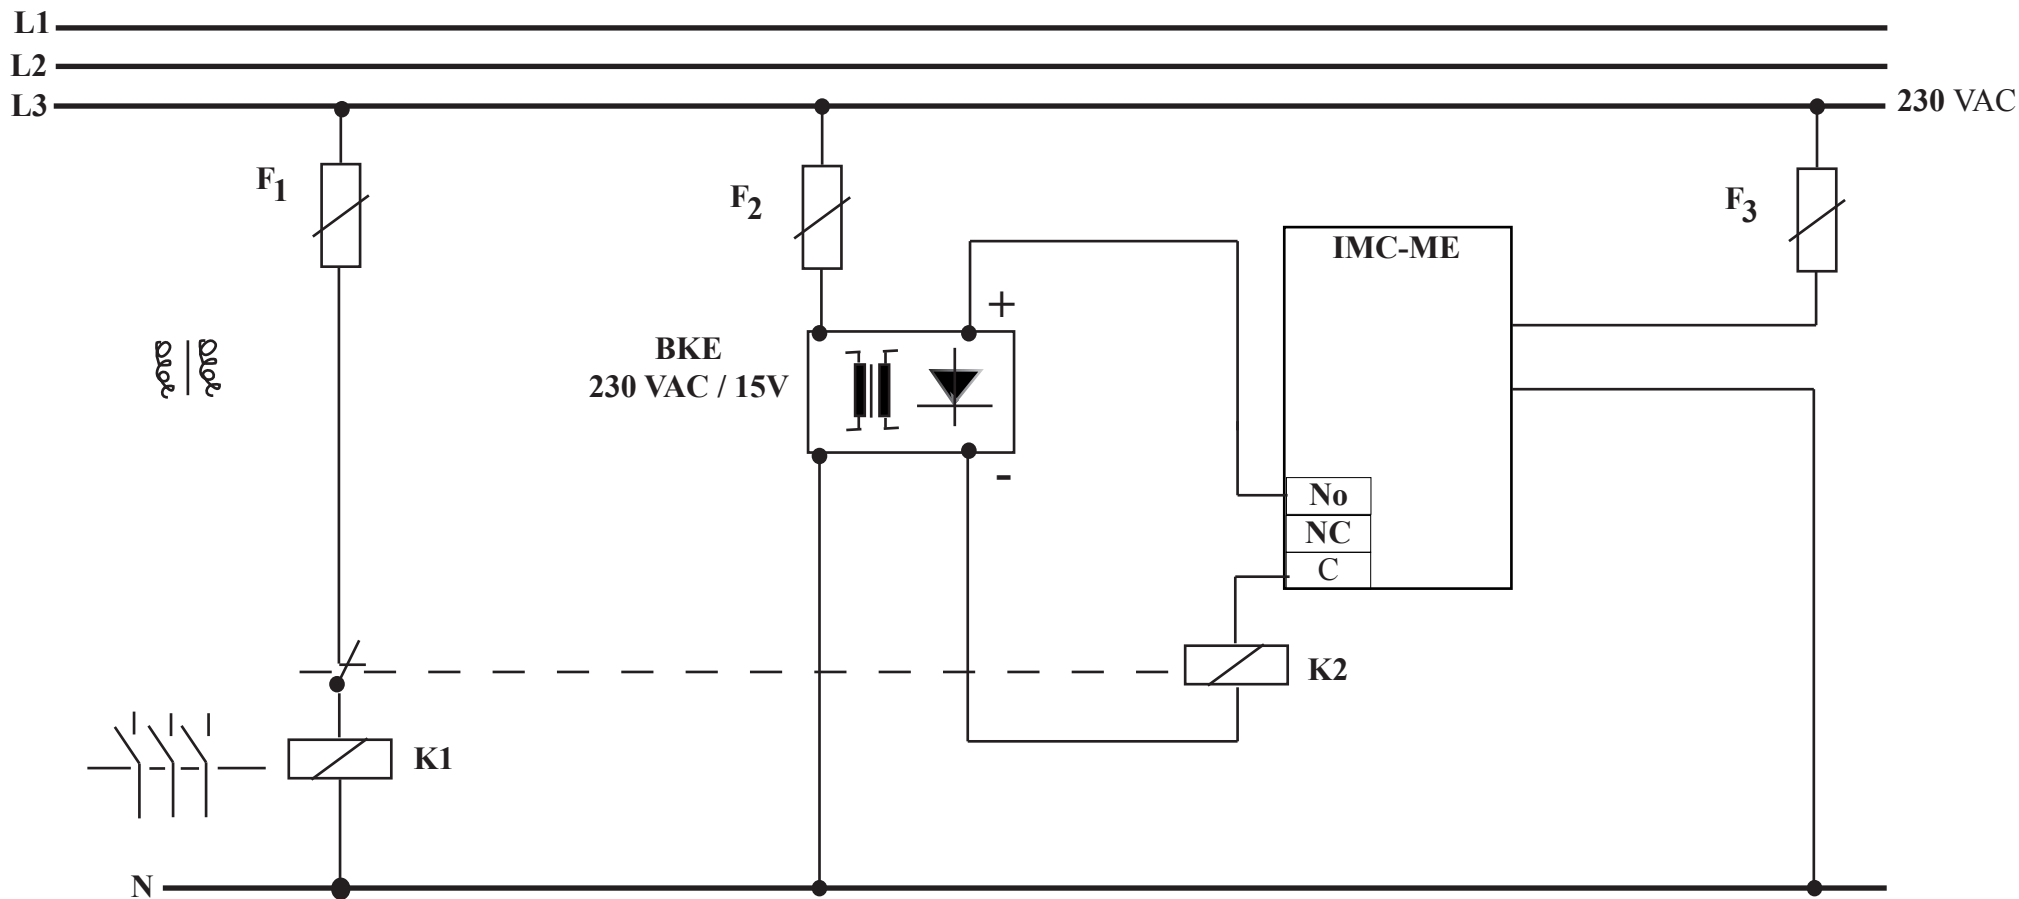 L1
L2
L3
230 VAC
F1
F2
F3
IMC-ME
+
BKE
230 VAC / 15V
-
No
NC
C
K2
K1
N